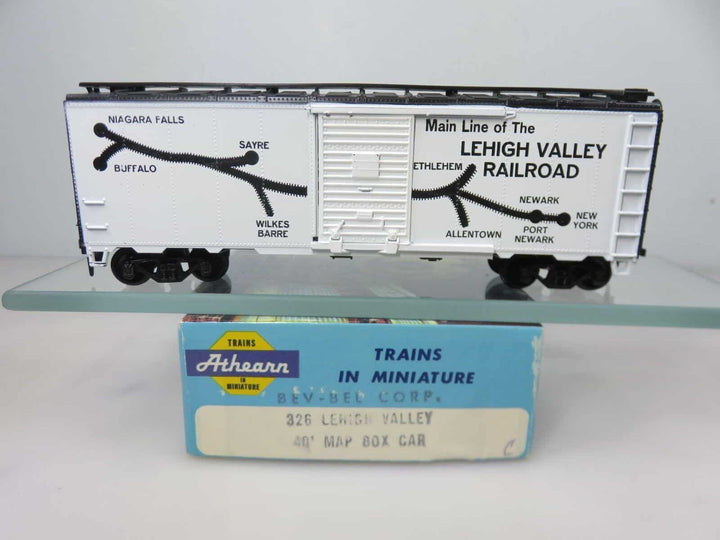 NIAGARA FALLS
BUFFALO
SAYRE
WILKES
BARRE
Main Line of The
LEHIGH VALLEY
RAILROAD
ETHLEHEM
ALLENTOWN
NEWARK
PORT
NEWARK
NEW
YORK
TRAINS
Athearn
IN
MINIATURE
TRAINS
IN MINIATURE
BEV-BEL CORP.
326 LEHIGH VALLEY
40' MAP BOX CAR
C